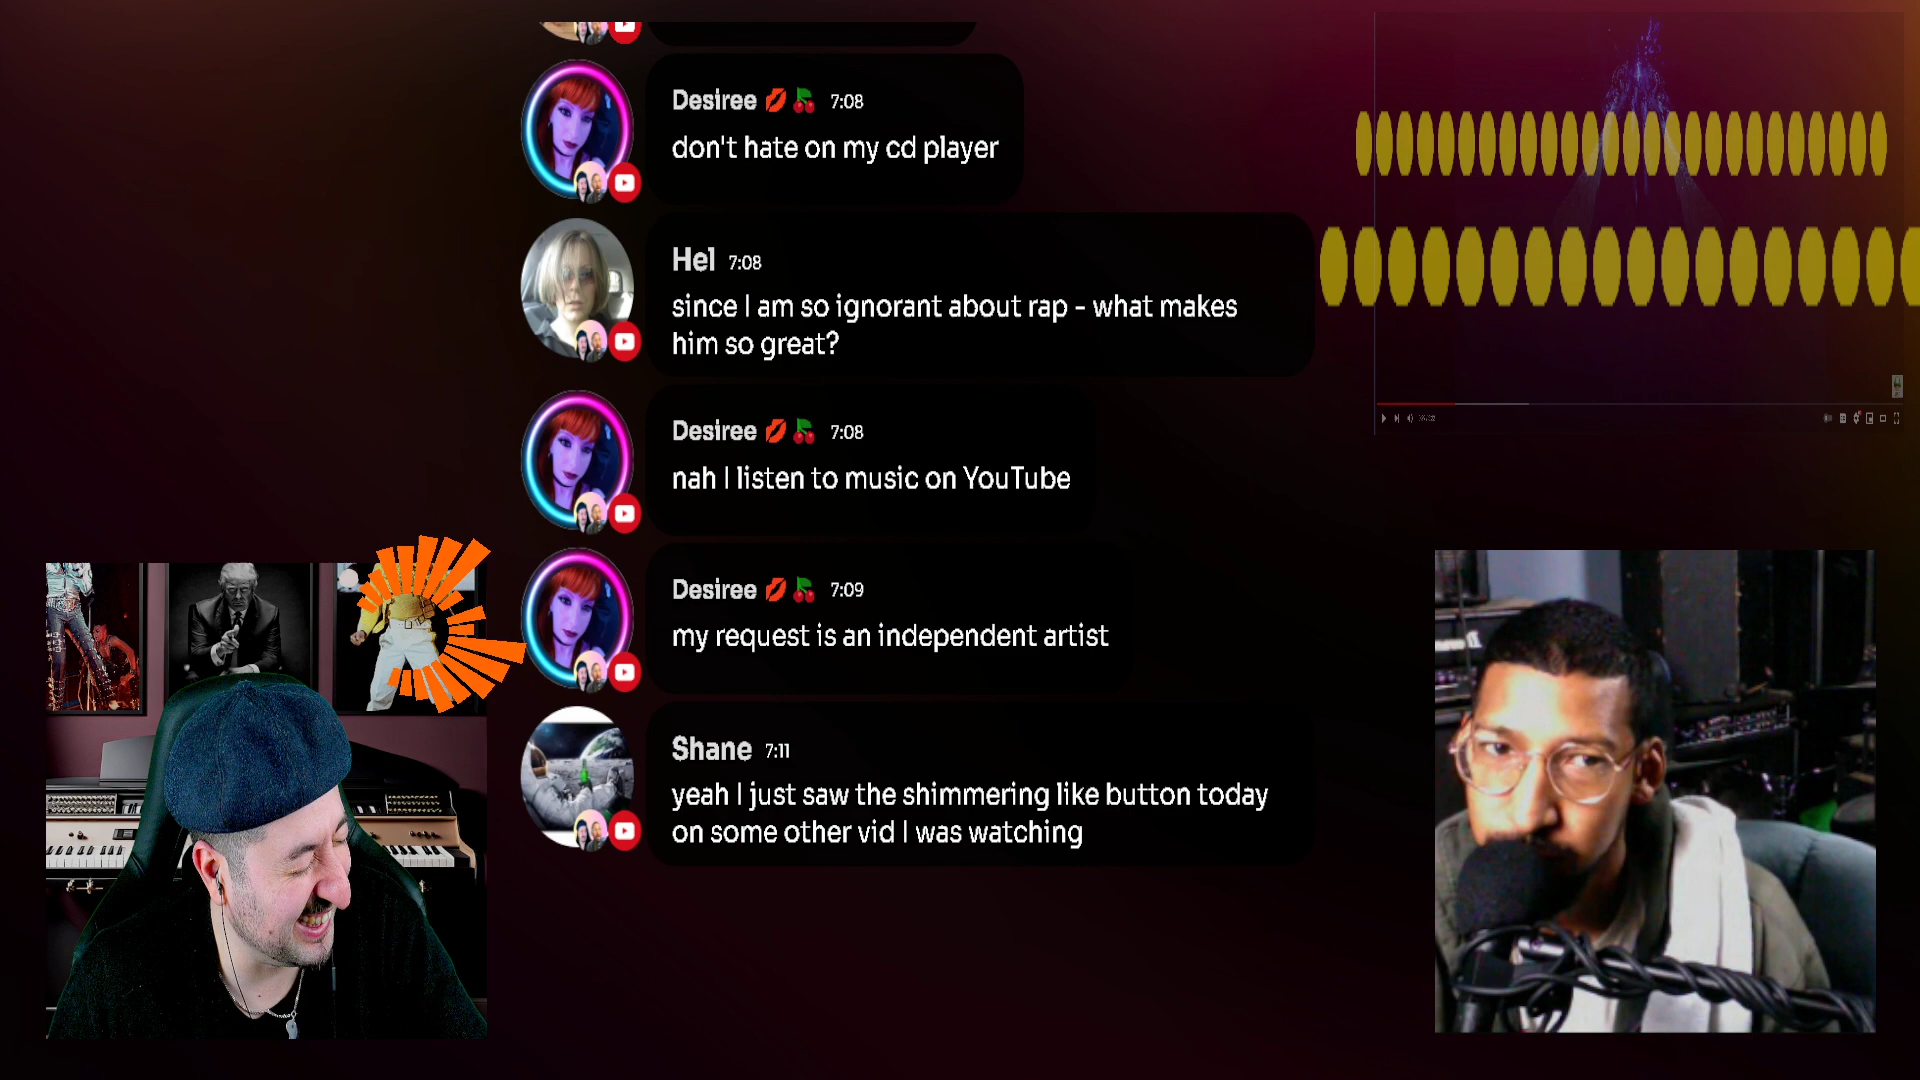 Desiree 💋🍒 7:08
don't hate on my cd player
Hel 7:08
since I am so ignorant about rap - what makes
him so great?
Desiree 💋🍒 7:08
nah I listen to music on YouTube
Desiree 💋🍒 7:09
my request is an independent artist
Shane 7:11
yeah I just saw the shimmering like button today
on some other vid I was watching